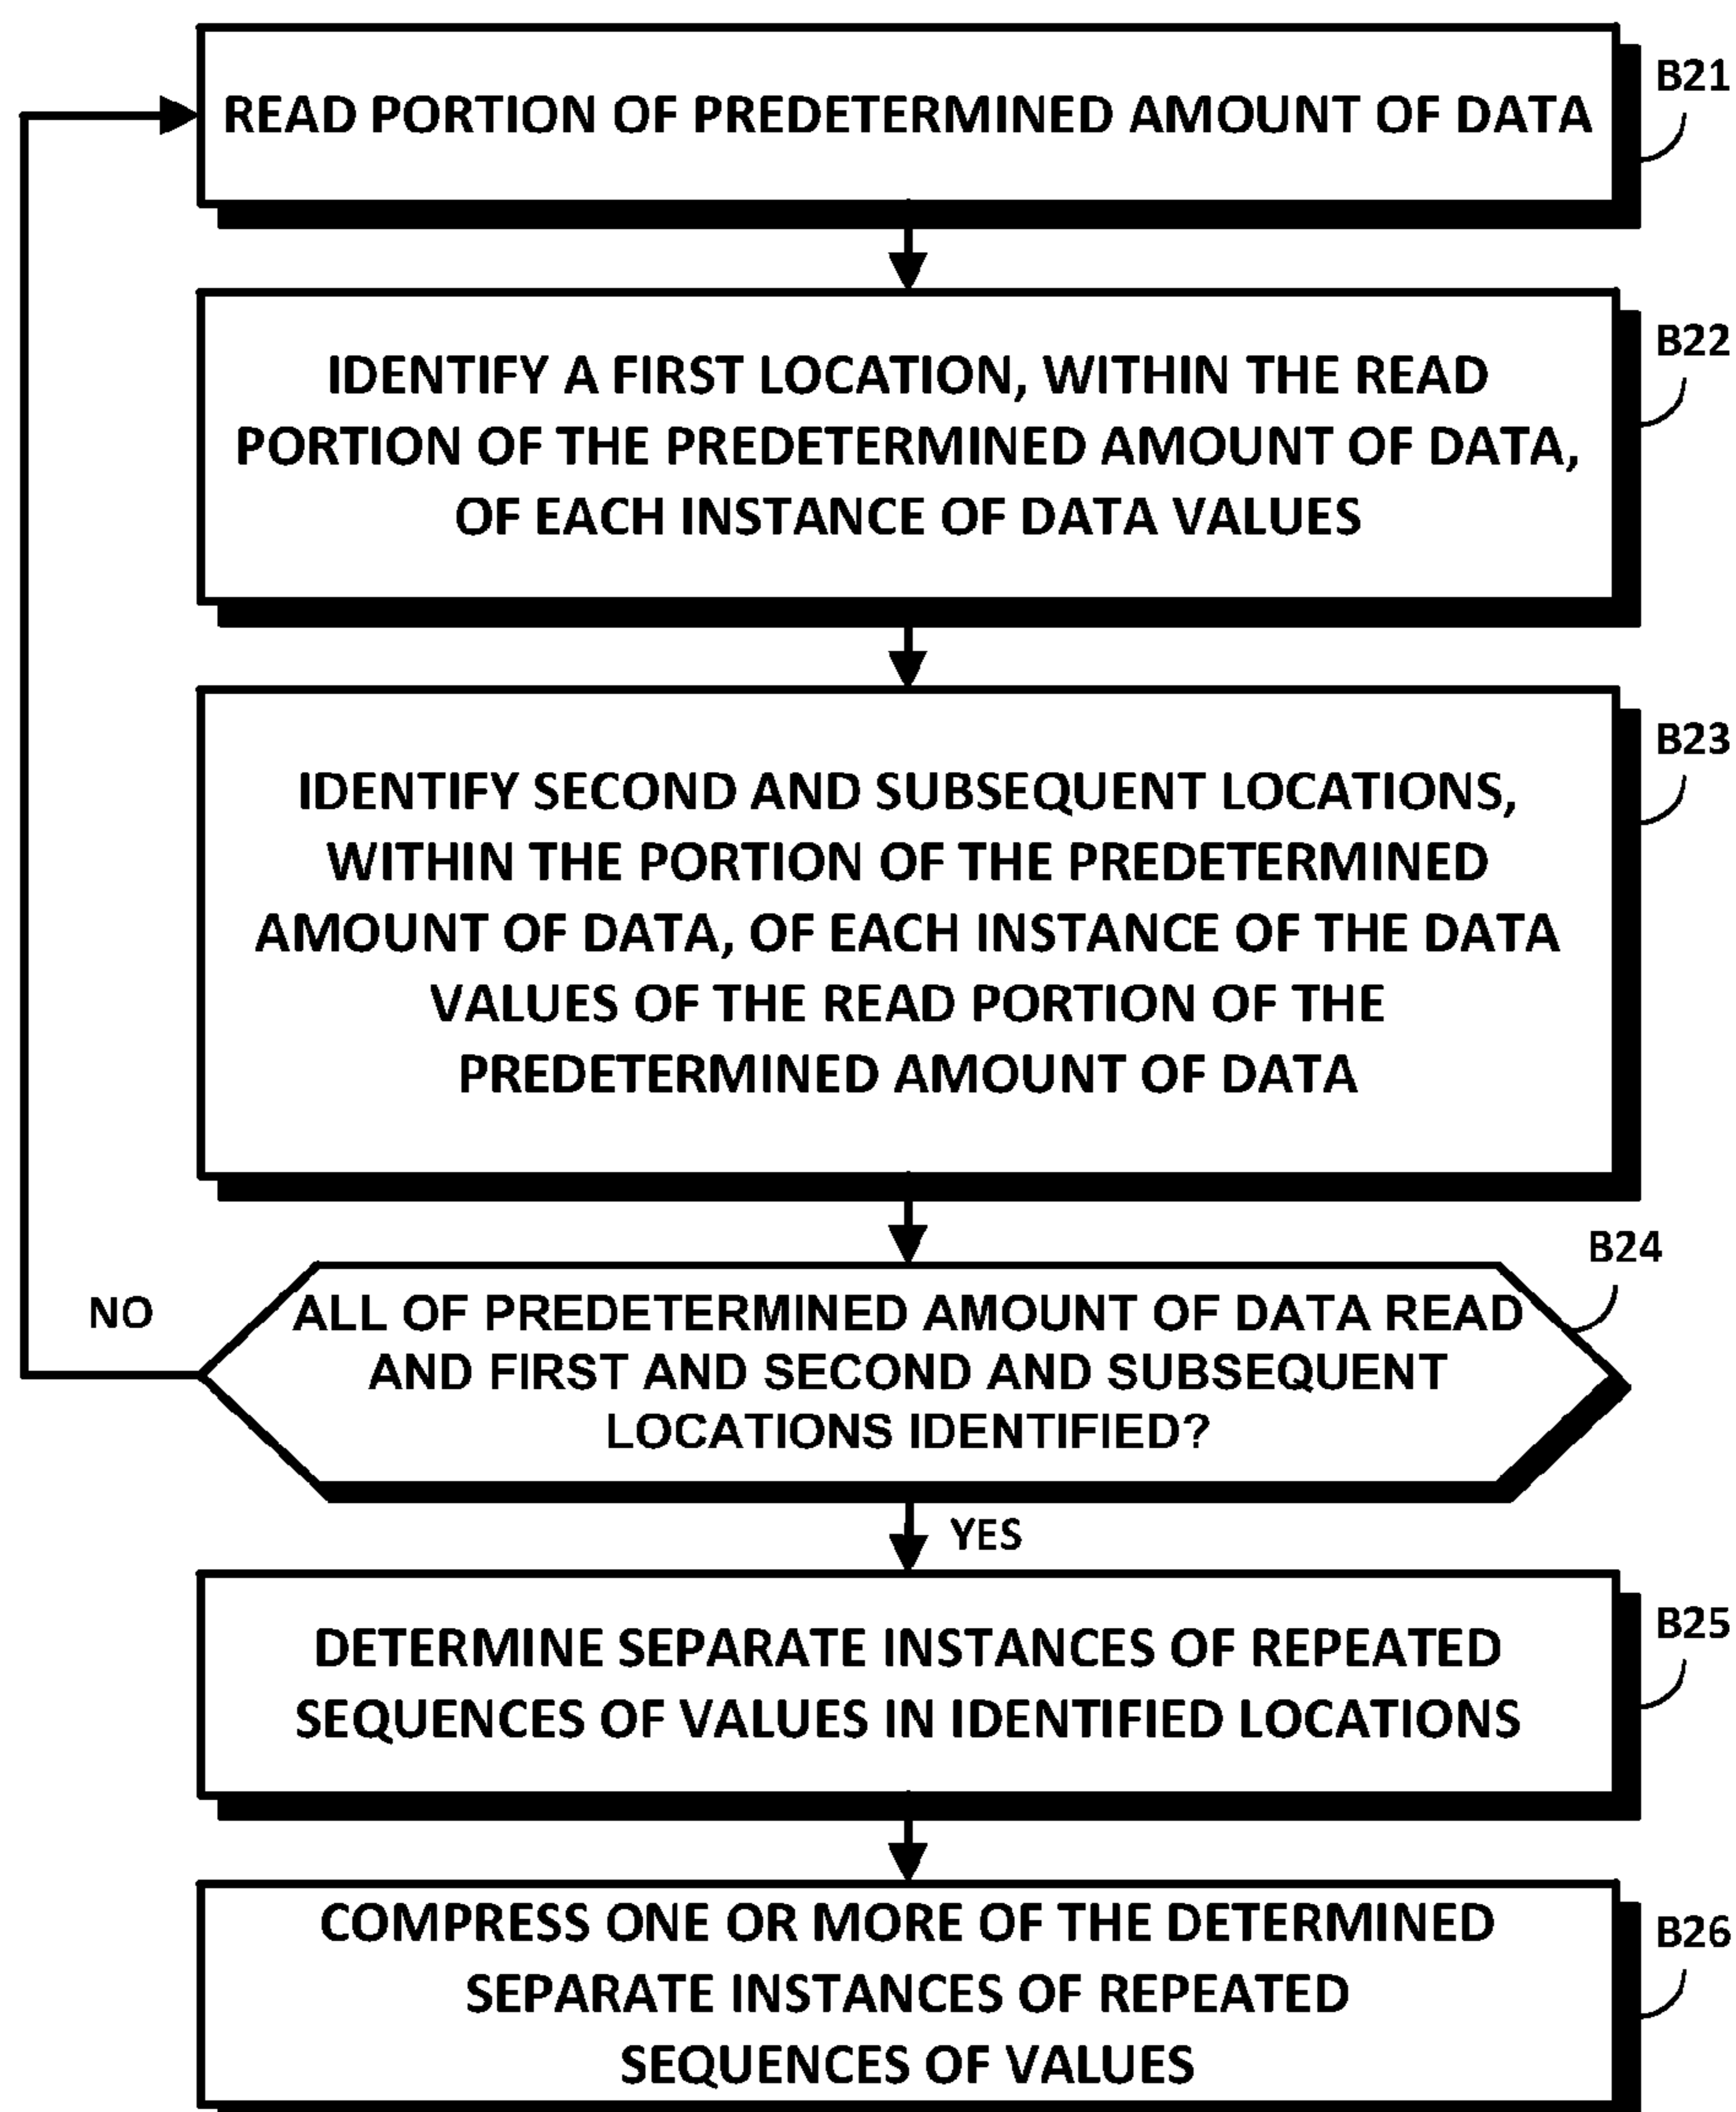 B21
READ PORTION OF PREDETERMINED AMOUNT OF DATA
B22
IDENTIFY A FIRST LOCATION, WITHIN THE READ
PORTION OF THE PREDETERMINED AMOUNT OF DATA,
OF EACH INSTANCE OF DATA VALUES
B23
IDENTIFY SECOND AND SUBSEQUENT LOCATIONS,
WITHIN THE PORTION OF THE PREDETERMINED
AMOUNT OF DATA, OF EACH INSTANCE OF THE DATA
VALUES OF THE READ PORTION OF THE
PREDETERMINED AMOUNT OF DATA
B24
NO
ALL OF PREDETERMINED AMOUNT OF DATA READ
AND FIRST AND SECOND AND SUBSEQUENT
LOCATIONS IDENTIFIED?
YES
B25
DETERMINE SEPARATE INSTANCES OF REPEATED
SEQUENCES OF VALUES IN IDENTIFIED LOCATIONS
B26
COMPRESS ONE OR MORE OF THE DETERMINED
SEPARATE INSTANCES OF REPEATED
SEQUENCES OF VALUES